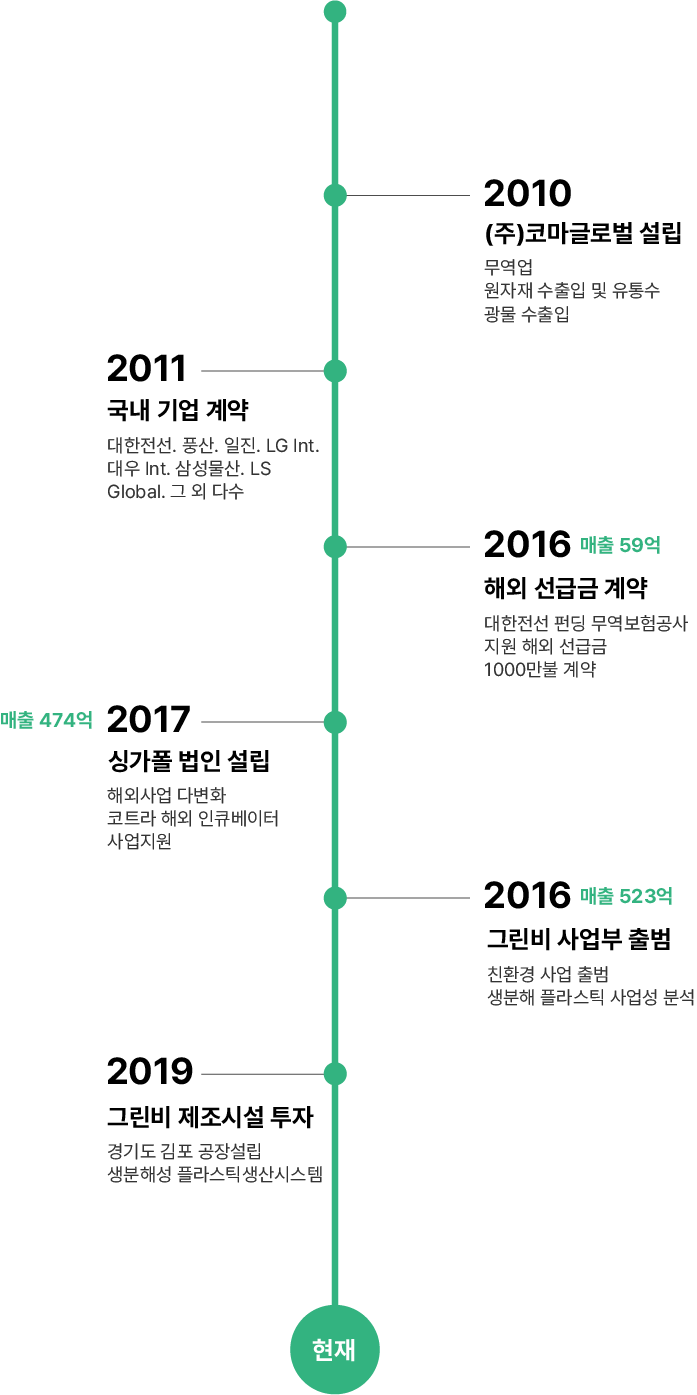 2010
(주)코마글로벌 설립
무역업
원자재 수출입 및 유통수
광물 수출입
2011
국내 기업 계약
대한전선. 풍산. 일진. LG Int.
대우 Int. 삼성물산. LS
Global. 그 외 다수
2016 매출 59억
해외 선급금 계약
대한전선 펀딩 무역보험공사
지원 해외 선급금
1000만불 계약
매출 474억 2017
싱가폴 법인 설립
해외사업 다변화
코트라 해외 인큐베이터
사업지원
2016 매출 523억
그린비 사업부 출범
친환경 사업 출범
생분해 플라스틱 사업성 분석
2019
그린비 제조시설 투자
경기도 김포 공장설립
생분해성 플라스틱생산시스템
현재